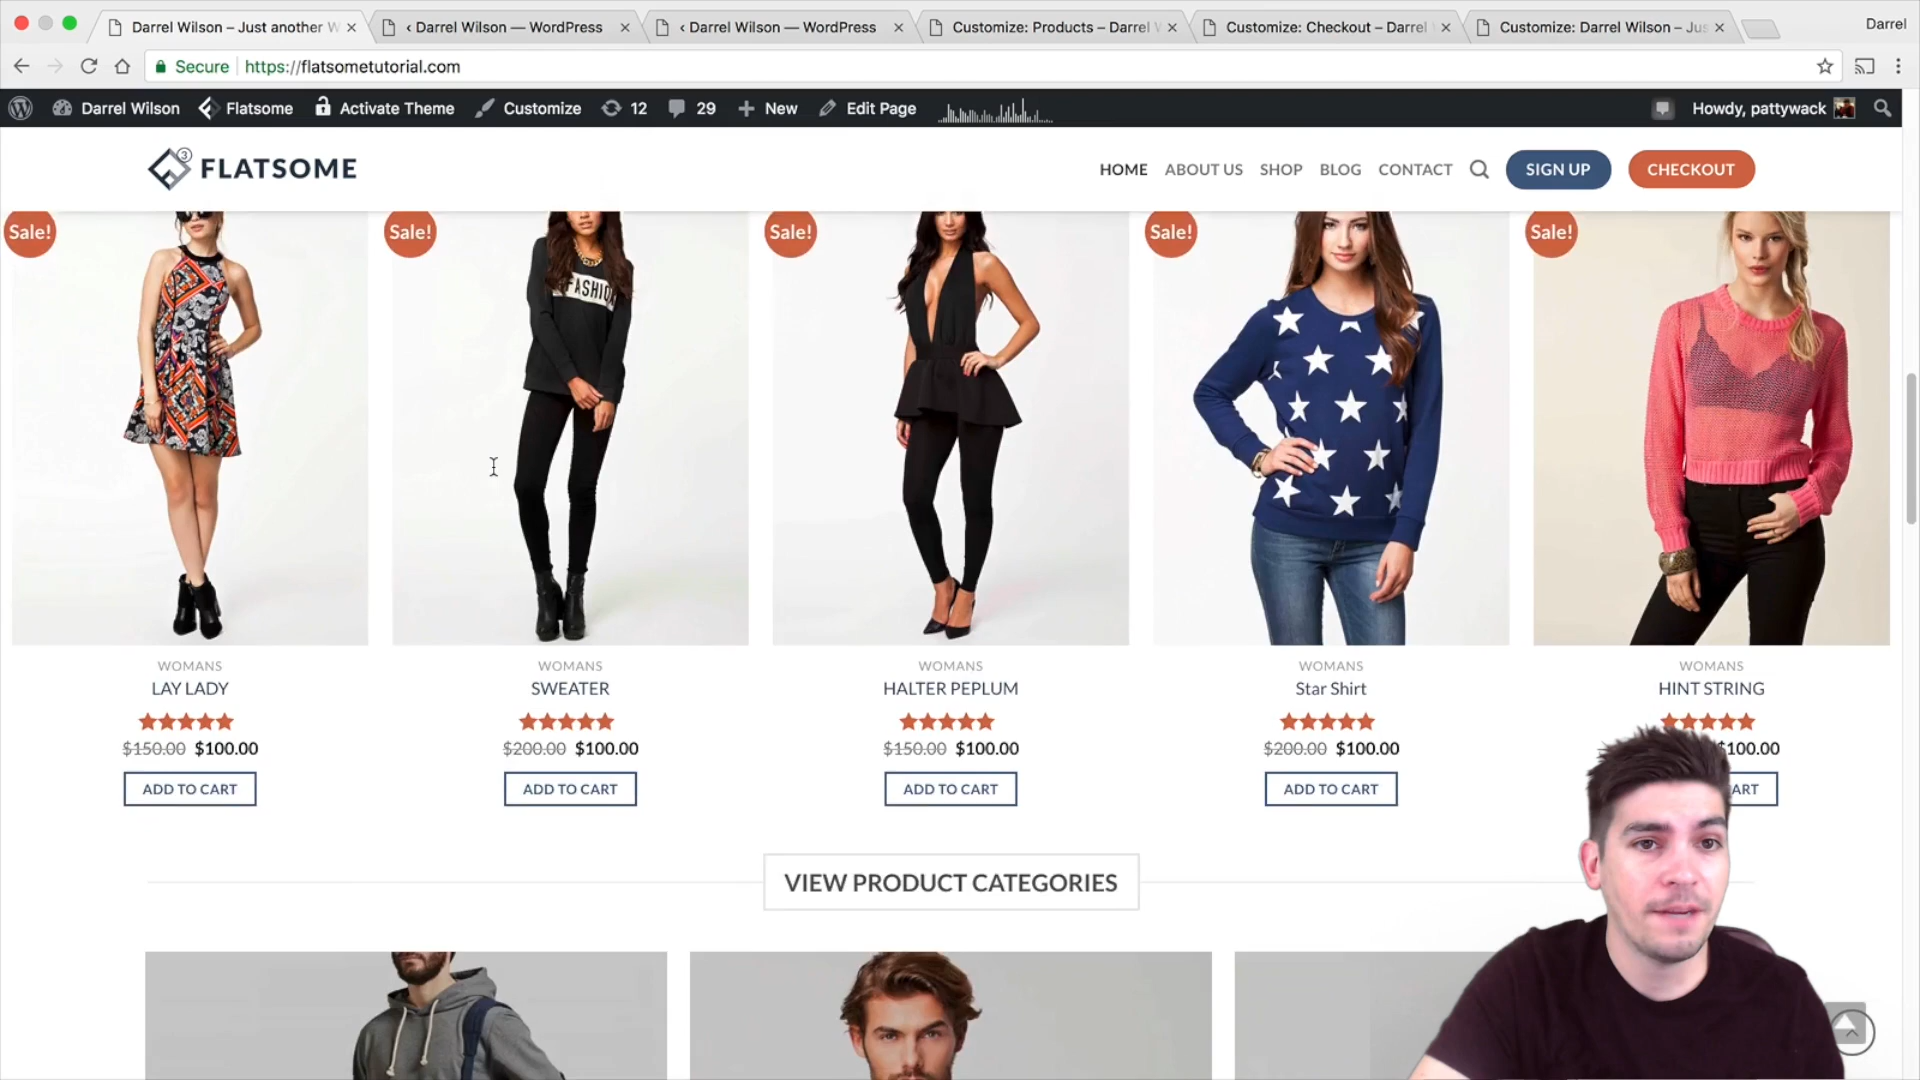 Darrel Wilson – Just another W
‹ Darrel Wilson — WordPress
‹ Darrel Wilson — WordPress
Customize: Products – Darrel W
Customize: Checkout – Darrel
Customize: Darrel Wilson – Jus
Darrel
Secure
https://flatsometutorial.com
Darrel Wilson
Flatsome
Activate Theme
Customize
12
29
New
Edit Page
Howdy, pattywack
3
FLATSOME
HOME
ABOUT US
SHOP
BLOG
CONTACT
SIGN UP
CHECKOUT
Sale!
Sale!
Sale!
Sale!
Sale!
FASHIO
WOMANS
WOMANS
WOMANS
WOMANS
WOMANS
LAY LADY
SWEATER
HALTER PEPLUM
Star Shirt
HINT STRING
$150.00 $100.00
$200.00 $100.00
$150.00 $100.00
$200.00 $100.00
$100.00
ADD TO CART
ADD TO CART
ADD TO CART
ADD TO CART
ART
VIEW PRODUCT CATEGORIES